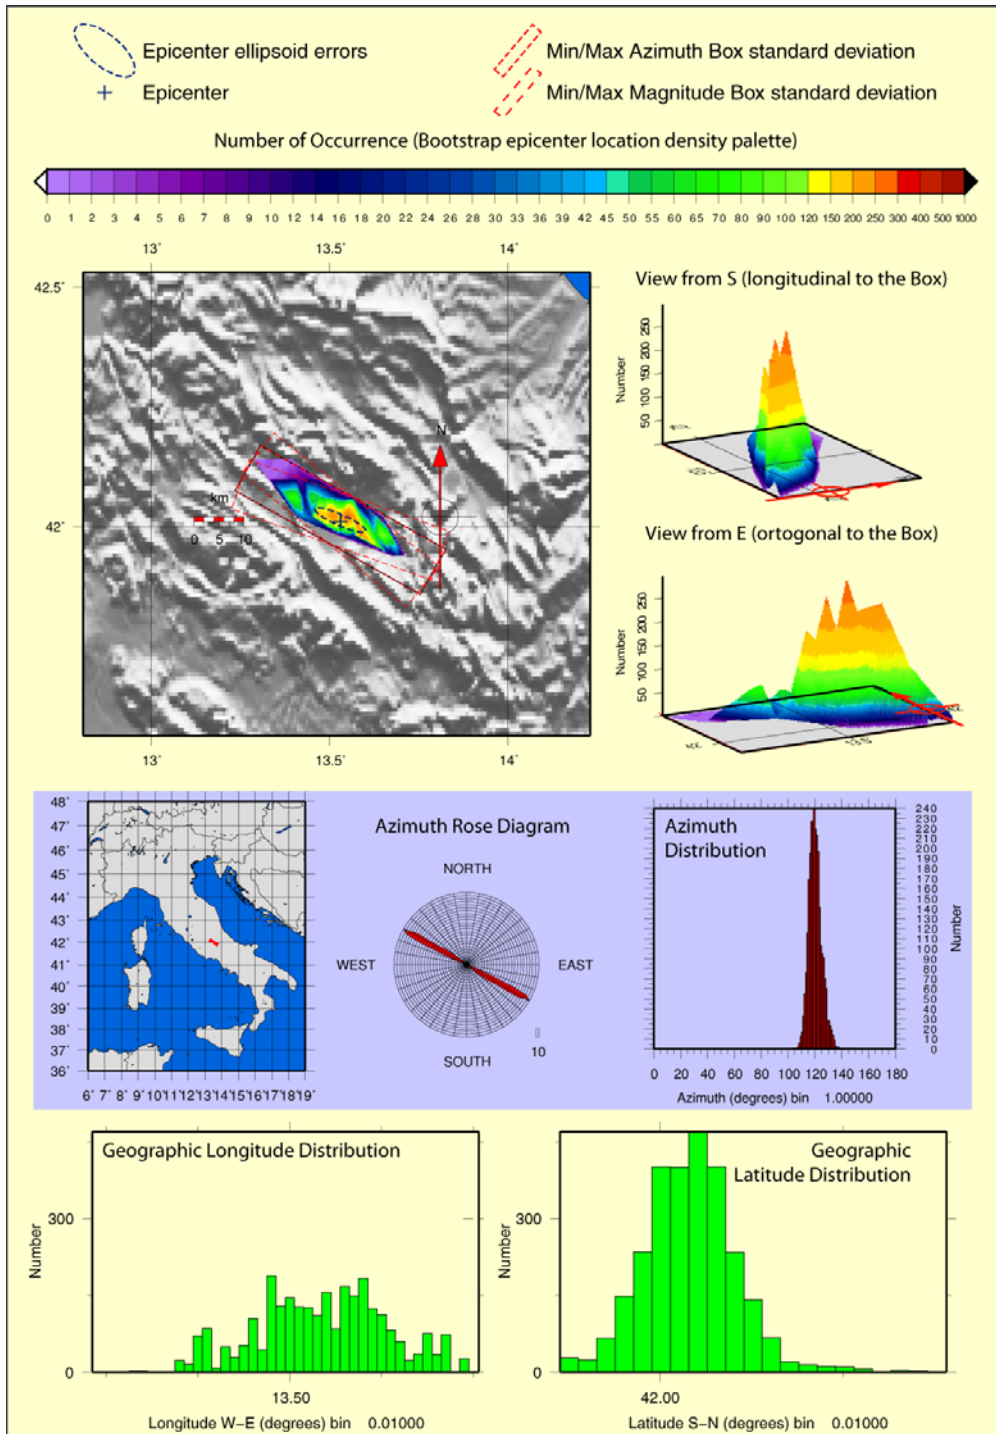 Epicenter ellipsoid errors
Min/Max Azimuth Box standard deviation
Epicenter
Min/Max Magnitude Box standard deviation
Number of Occurrence (Bootstrap epicenter location density palette)
0 1 2 3 4 5 6 7 8 9 10 12 14 16 18 20 22 24 26 28 30 33 36 39 42 45 50 55 60 65 70 80 90 100 120 150 200 250 300 400 500 1000
13˚ 13.5˚ 14˚
42.5˚
42˚
N
km
0 5 10
13˚ 13.5˚ 14˚
View from S (longitudinal to the Box)
Number
50 100 150 200 250
View from E (ortogonal to the Box)
Number
50 100 150 200 250
48˚
47˚
46˚
45˚
44˚
43˚
42˚
41˚
40˚
39˚
38˚
37˚
36˚
6˚ 7˚ 8˚ 9˚ 10˚11˚12˚13˚14˚15˚16˚17˚18˚19˚
Azimuth Rose Diagram
NORTH
WEST
EAST
SOUTH
10
Azimuth
Distribution
240
230
220
210
200
190
180
170
160
150
140
130
120
110
100
90
80
70
60
50
40
30
20
10
0
Number
0 20 40 60 80 100 120 140 160 180
Azimuth (degrees) bin 1.00000
Geographic Longitude Distribution
Number
300
0
13.50
Longitude W−E (degrees) bin 0.01000
Geographic
Latitude Distribution
Number
300
0
42.00
Latitude S−N (degrees) bin 0.01000